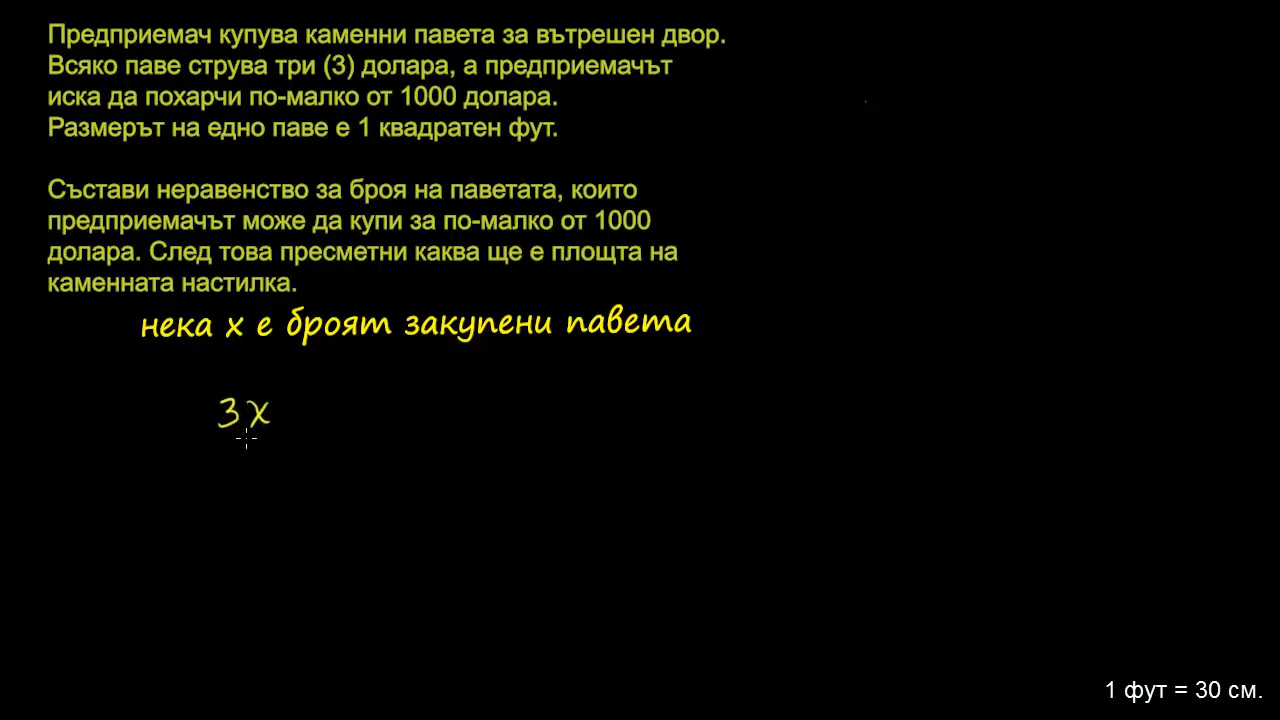 Предприемач купува каменни павета за вътрешен двор.
Всяко паве струва три (3) долара, а предприемачът
иска да похарчи по-малко от 1000 долара.
Размерът на едно паве е 1 квадратен фут.
Състави неравенство за броя на паветата, които
предприемачът може да купи за по-малко от 1000
долара. След това пресметни каква ще е площта на
каменната настилка.
нека x е броят закупени павета
3x
1 фут = 30 см.